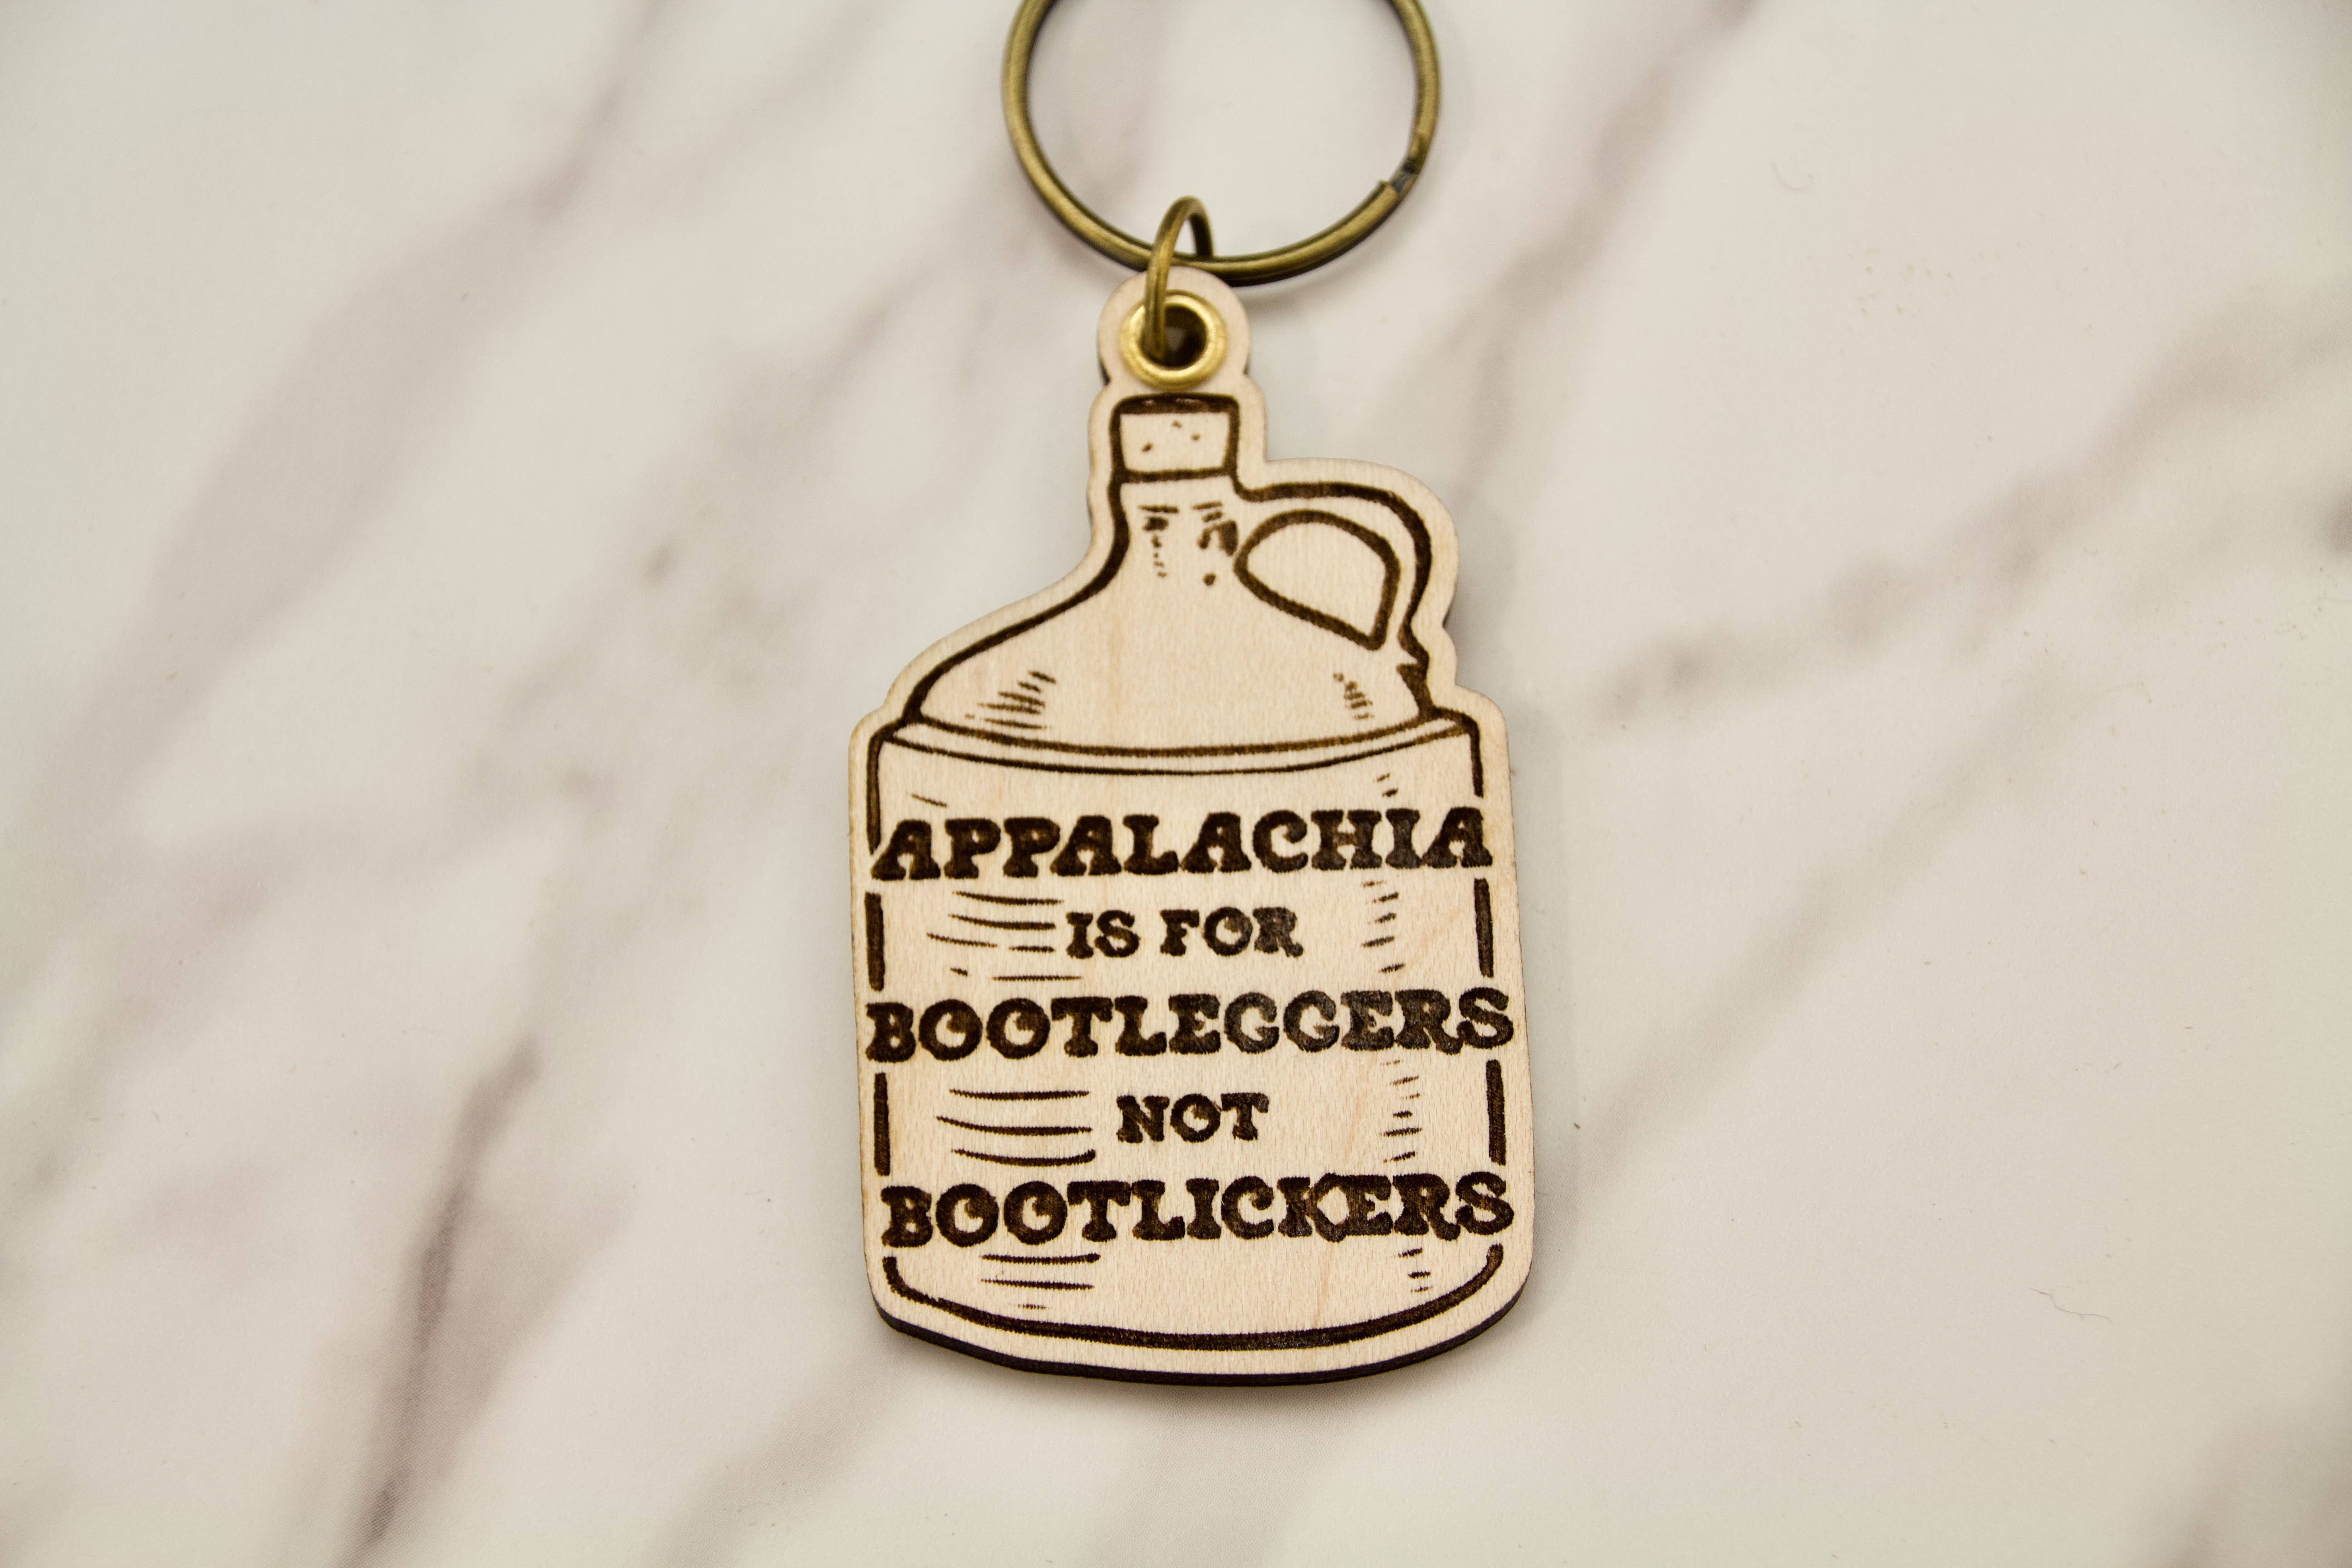 APPALACHIA
IS FOR
BOOTLEGGERS
NOT
BOOTLICKERS